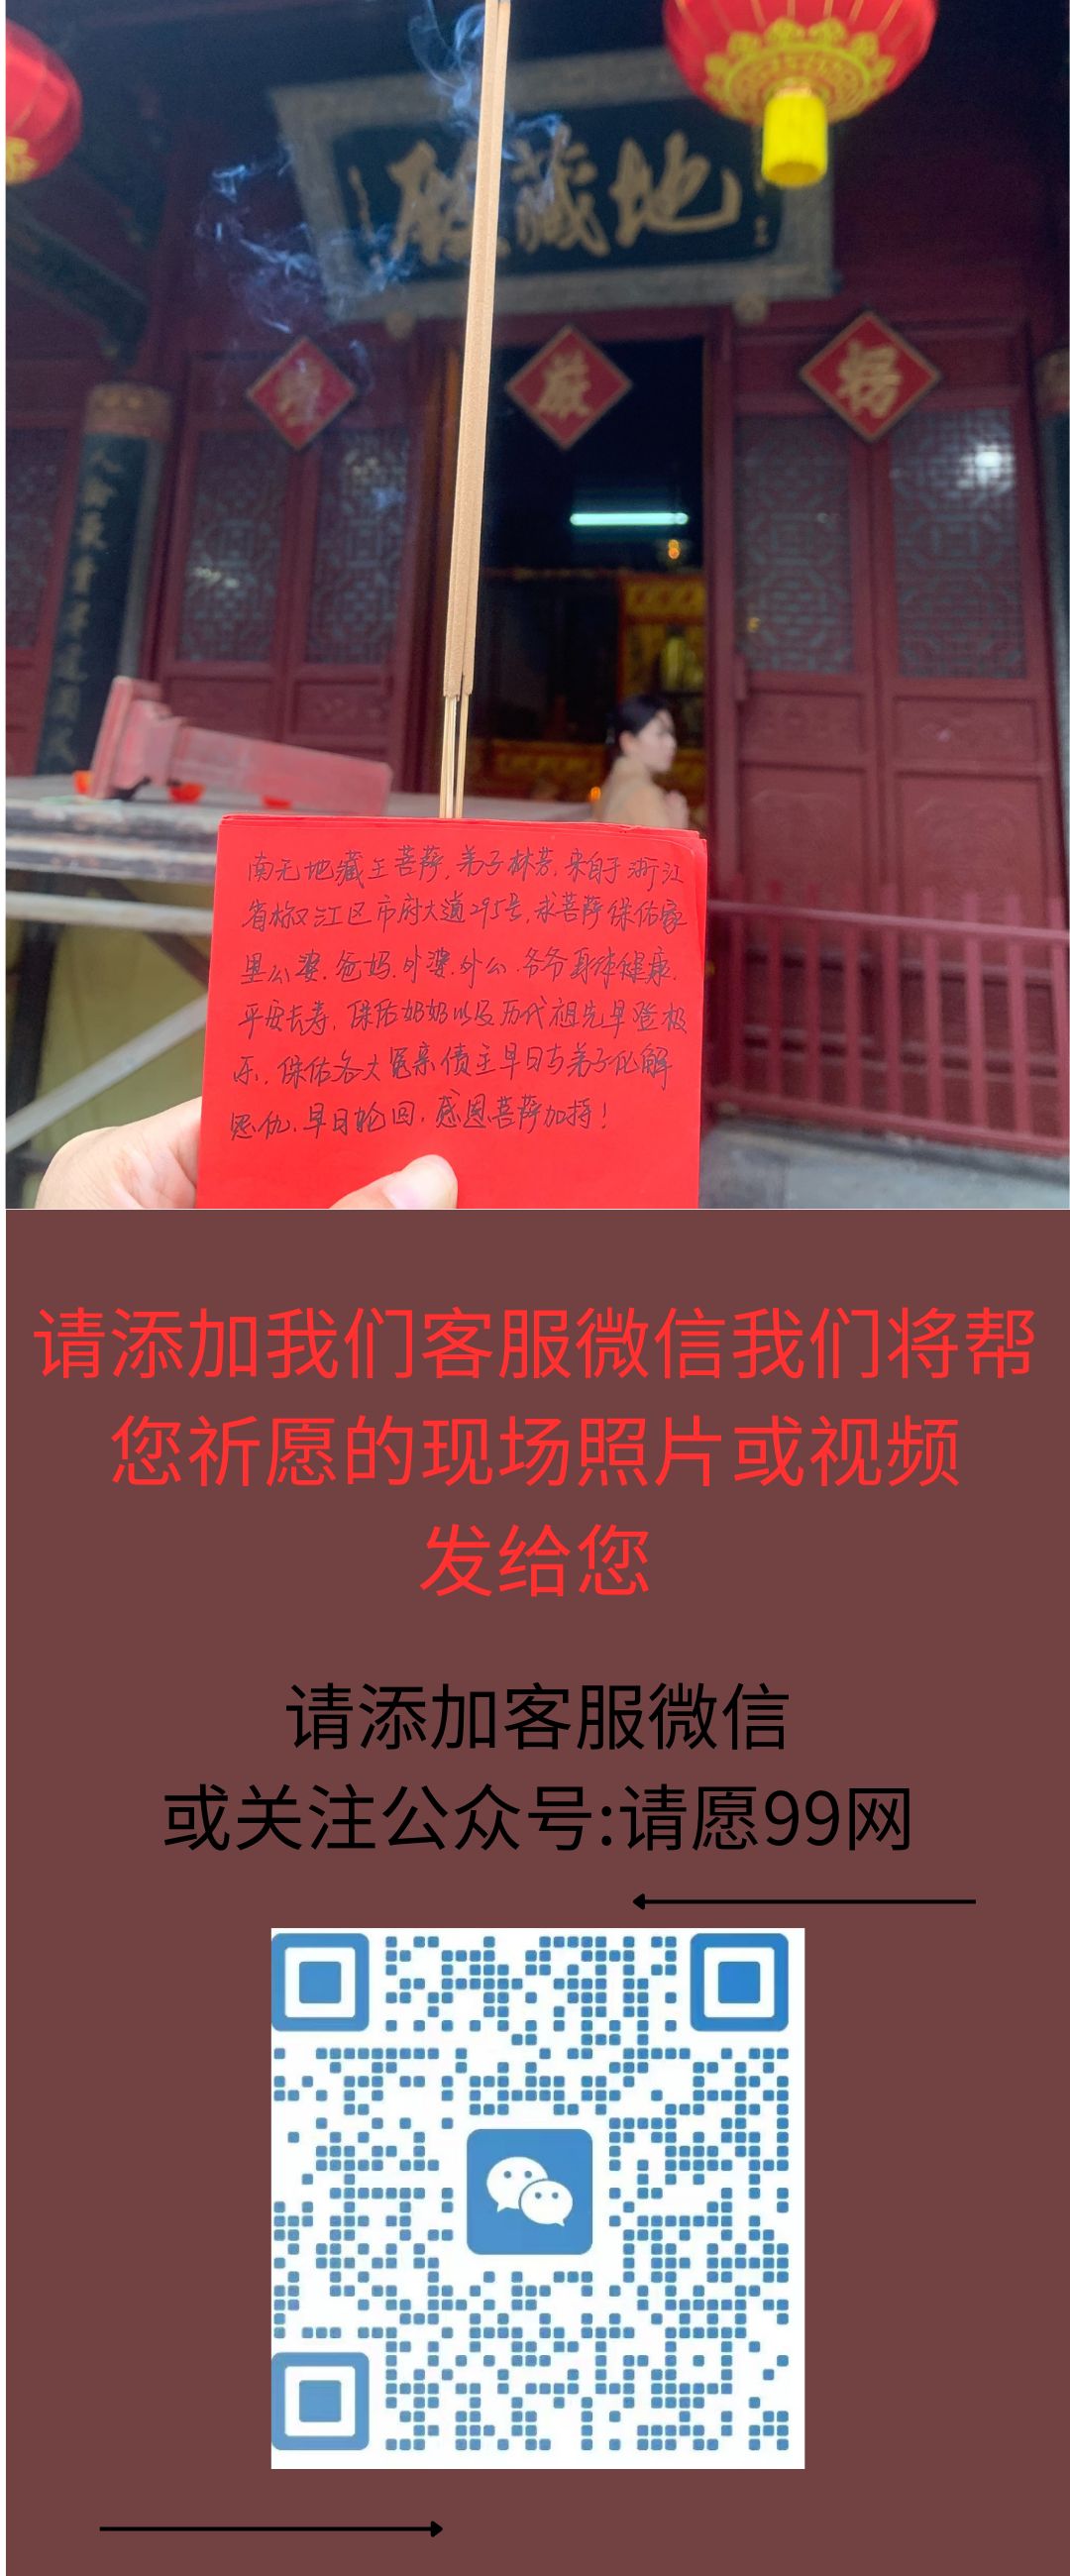 地藏殿
南无地藏王菩萨,弟子林芳,来自于浙江
省椒江区市府大道295号,求菩萨保佑家
里公婆.爸妈.外婆.外公.爷爷身体健康.
平安长寿,保佑奶奶以及历代祖先早登极
乐,保佑各大冤亲债主早日与弟子化解
恩仇,早日轮回,感恩菩萨加持!
请添加我们客服微信我们将帮
您祈愿的现场照片或视频
发给您
请添加客服微信
或关注公众号:请愿99网